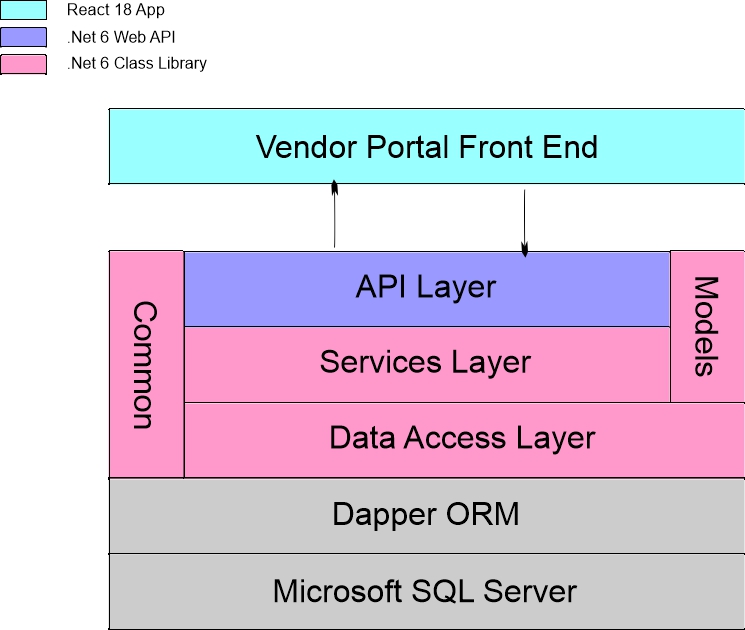 React 18 App
.Net 6 Web API
.Net 6 Class Library
Vendor Portal Front End
Common
API Layer
Models
Services Layer
Data Access Layer
Dapper ORM
Microsoft SQL Server